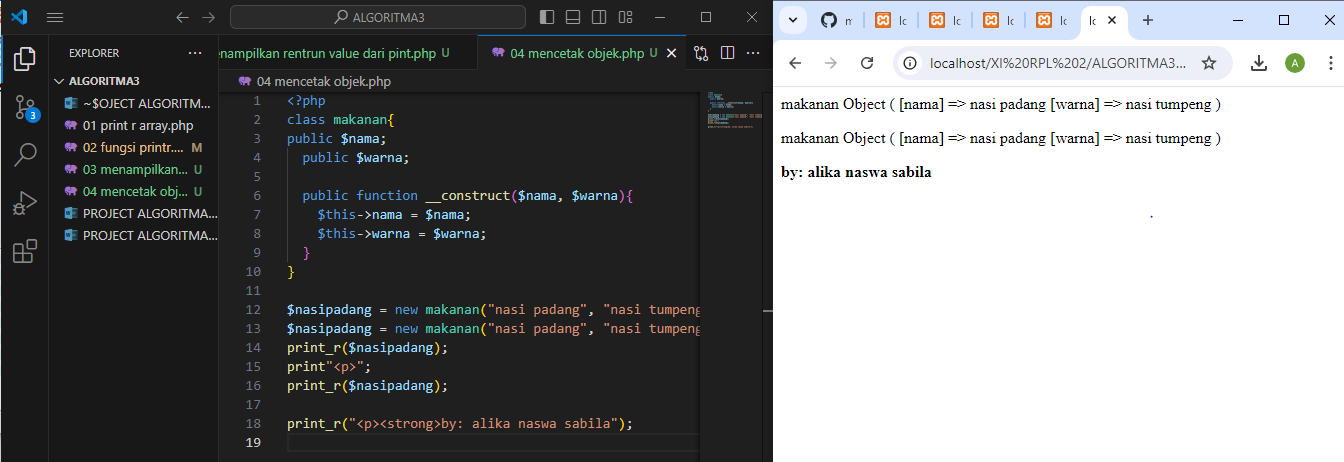 ALGORITMA3
EXPLORER
ALGORITMA3
~$OJECT ALGORITM...
01 print r array.php
02 fungsi printr.... M
03 menampilkan... U
04 mencetak obj... U
PROJECT ALGORITMA...
PROJECT ALGORITMA...
3
enampilkan rentrun value dari pint.php U
04 mencetak objek.php U
04 mencetak objek.php
1 <?php
2 class makanan{
3 public $nama;
4 public $warna;
5
6 public function __construct($nama, $warna){
7 $this->nama = $nama;
8 $this->warna = $warna;
9 }
10 }
11
12 $nasipadang = new makanan("nasi padang", "nasi tumpeng
13 $nasipadang = new makanan("nasi padang", "nasi tumpeng
14 print_r($nasipadang);
15 print"<p>";
16 print_r($nasipadang);
17
18 print_r("<p><strong>by: alika naswa sabila");
19
lo
lo
lo
lo
lo
localhost/XI%20RPL%202/ALGORITMA3...
A
makanan Object ( [nama] => nasi padang [warna] => nasi tumpeng )
makanan Object ( [nama] => nasi padang [warna] => nasi tumpeng )
by: alika naswa sabila